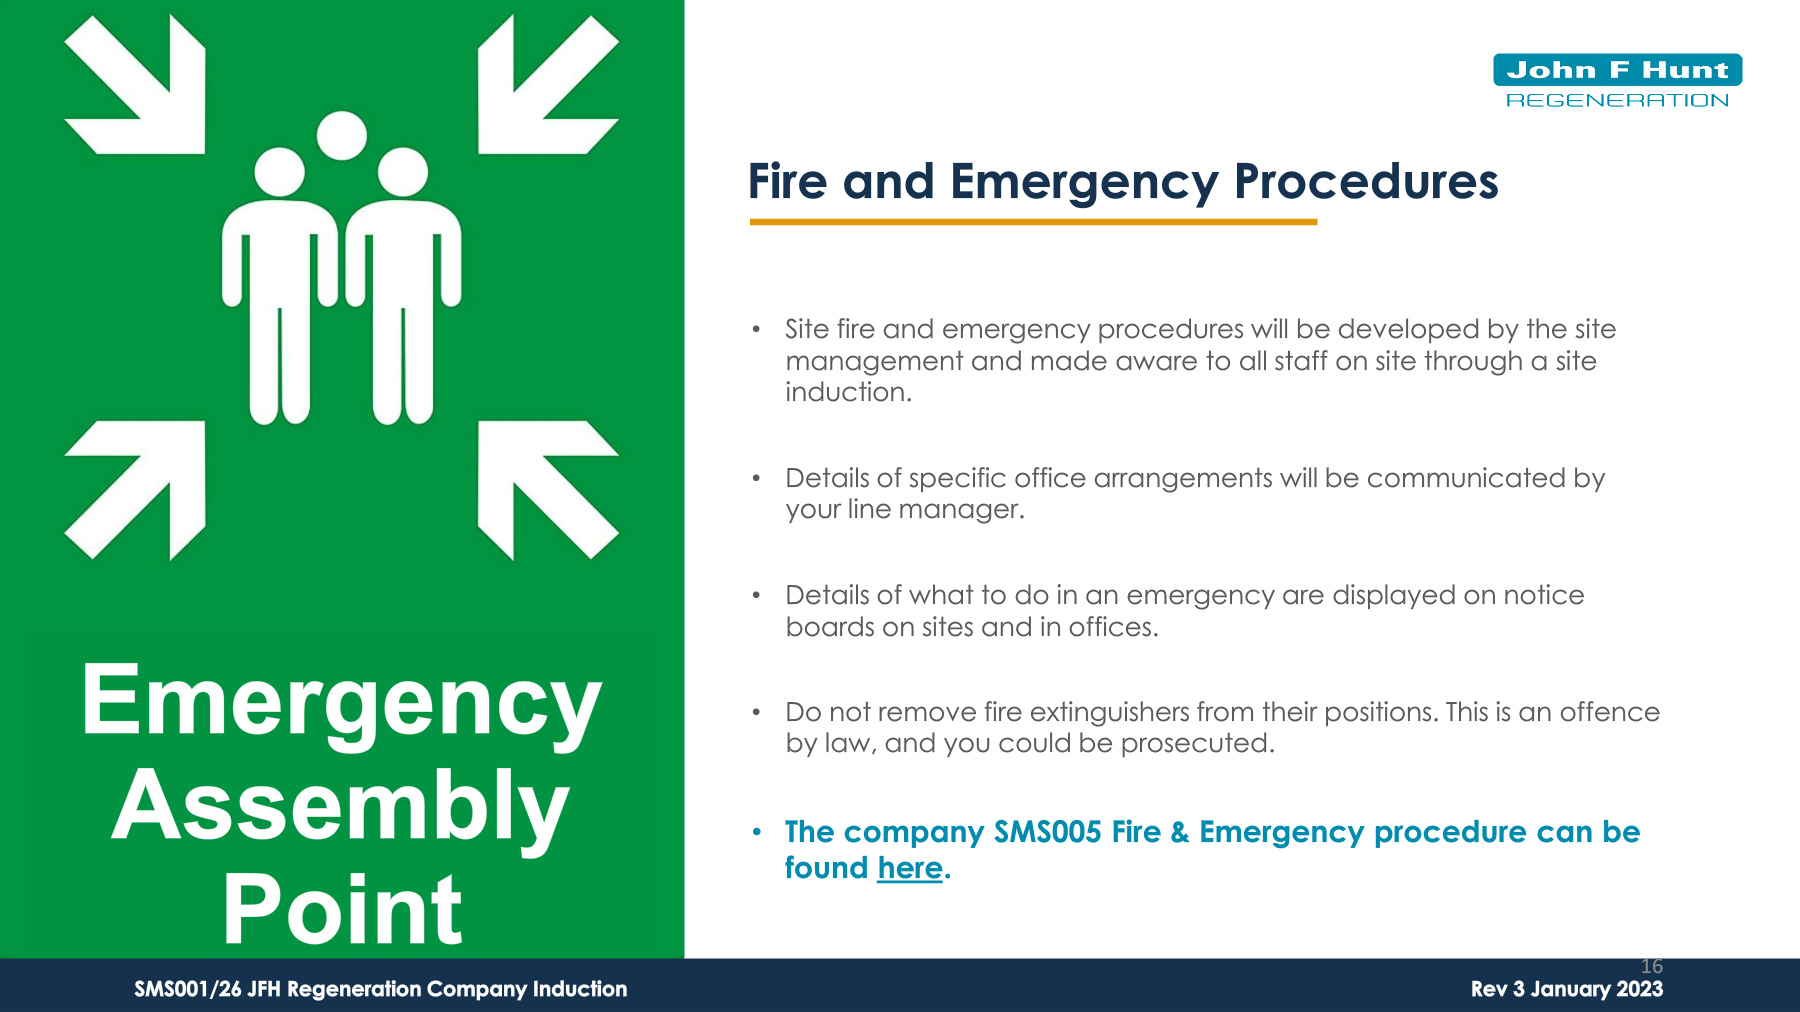 Emergency
Assembly
Point
John F Hunt
REGENERATION
Fire and Emergency Procedures
• Site fire and emergency procedures will be developed by the site
management and made aware to all staff on site through a site
induction.
• Details of specific office arrangements will be communicated by
your line manager.
• Details of what to do in an emergency are displayed on notice
boards on sites and in offices.
• Do not remove fire extinguishers from their positions. This is an offence
by law, and you could be prosecuted.
• The company SMS005 Fire & Emergency procedure can be
found here.
16
SMS001/26 JFH Regeneration Company Induction
Rev 3 January 2023